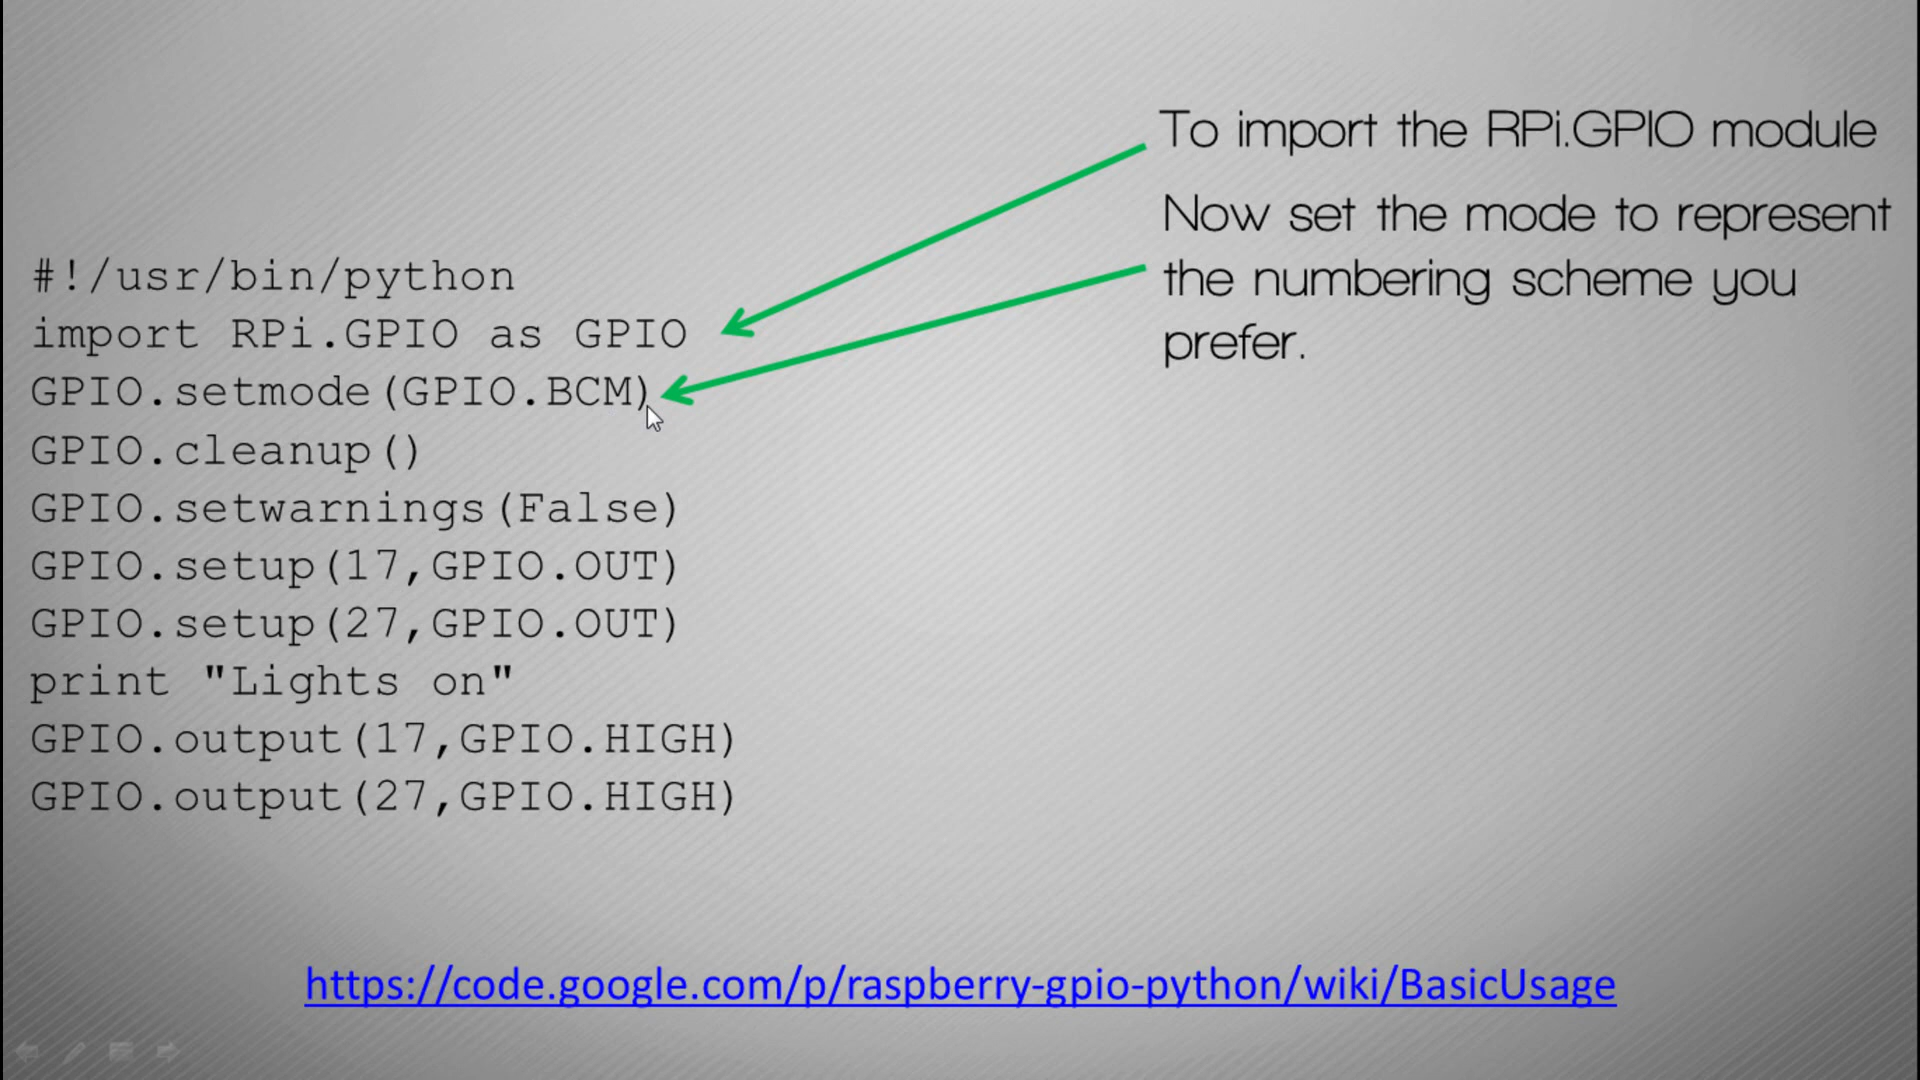 To import the RPi.GPIO module
Now set the mode to represent
the numbering scheme you
prefer.
#!/usr/bin/python
import RPi.GPIO as GPIO
GPIO.setmode(GPIO.BCM)
GPIO.cleanup()
GPIO.setwarnings(False)
GPIO.setup(17,GPIO.OUT)
GPIO.setup(27,GPIO.OUT)
print "Lights on"
GPIO.output(17,GPIO.HIGH)
GPIO.output(27,GPIO.HIGH)
https://code.google.com/p/raspberry-gpio-python/wiki/BasicUsage